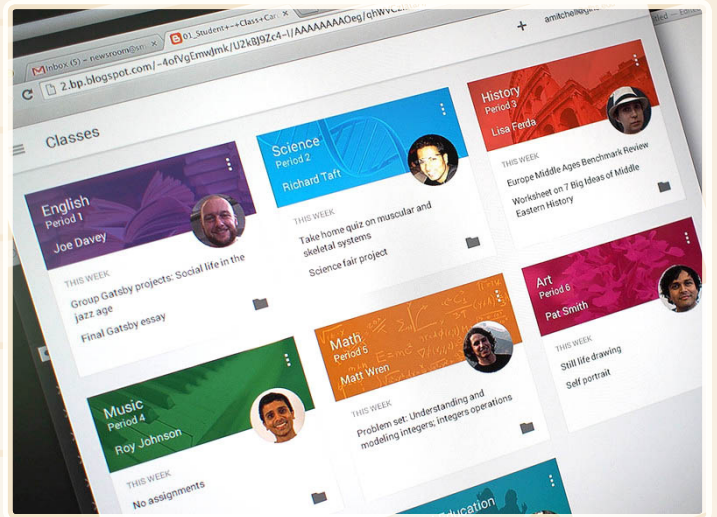 Inbox (5) – newsroom@sm
01_Student+-+Class+Car
2.bp.blogspot.com/-4ofVgEmwJmk/U2kBJ9Zc4-I/AAAAAAAAOeg/
+
Classes
English
Period 1
Joe Davey
THIS WEEK
Group Gatsby projects: Social life in the
jazz age
Final Gatsby essay
Science
Period 2
Richard Taft
THIS WEEK
Take home quiz on muscular and
skeletal systems
Science fair project
History
Period 3
Lisa Ferda
THIS WEEK
Europe Middle Ages Benchmark Review
Worksheet on 7 Big Ideas of Middle
Eastern History
Music
Period 4
Roy Johnson
THIS WEEK
No assignments
Math
Period 5
Matt Wren
THIS WEEK
Problem set: Understanding and
modeling integers; integers operations
Art
Period 6
Pat Smith
THIS WEEK
Still life drawing
Self portrait
Education